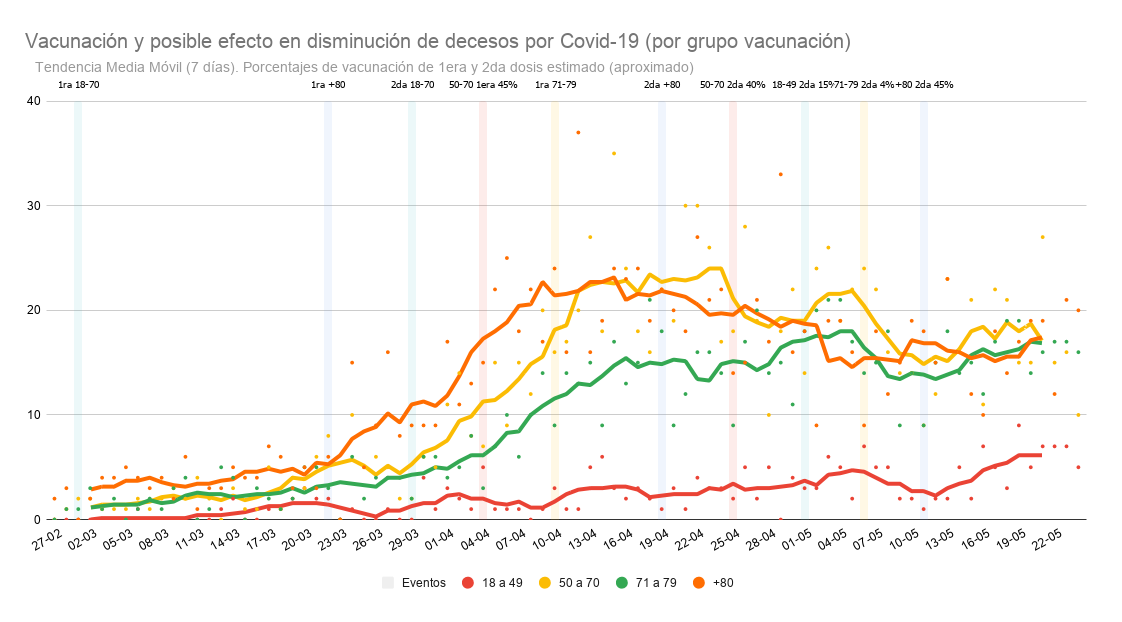 Vacunación y posible efecto en disminución de decesos por Covid-19 (por grupo vacunación)
Tendencia Media Móvil (7 días). Porcentajes de vacunación de 1era y 2da dosis estimado (aproximado)
1ra 18-70 1ra +80 2da 18-70 50-70 1era 45% 1ra 71-79 2da +80 50-70 2da 40% 18-49 2da 15% 71-79 2da 4% +80 2da 45%
40
30
20
10
0
27-02 02-03 05-03 08-03 11-03 14-03 17-03 20-03 23-03 26-03 29-03 01-04 04-04 07-04 10-04 13-04 16-04 19-04 22-04 25-04 28-04 01-05 04-05 07-05 10-05 13-05 16-05 19-05 22-05
Eventos 18 a 49 50 a 70 71 a 79 +80